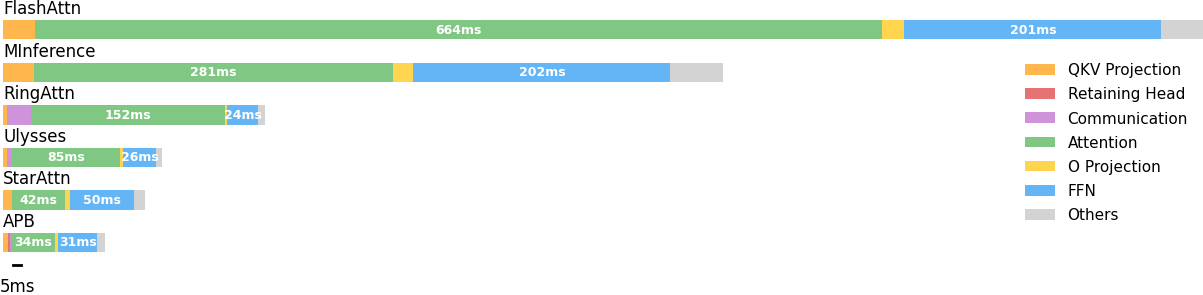 FlashAttn
664ms 201ms
MInference
281ms 202ms
RingAttn
152ms 24ms
Ulysses
85ms 26ms
StarAttn
42ms 50ms
APB
34ms 31ms
5ms
QKV Projection
Retaining Head
Communication
Attention
O Projection
FFN
Others